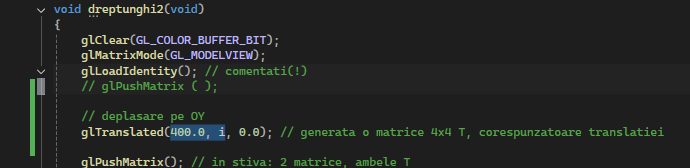 void dreptunghi2(void)
{
glClear(GL_COLOR_BUFFER_BIT);
glMatrixMode(GL_MODELVIEW);
glLoadIdentity(); // comentati(!)
// glPushMatrix ( );
// deplasare pe OY
glTranslated(400.0, i, 0.0); // generata o matrice 4x4 T, corespunzatoare translatiei
glPushMatrix(); // in stiva: 2 matrice, ambele T